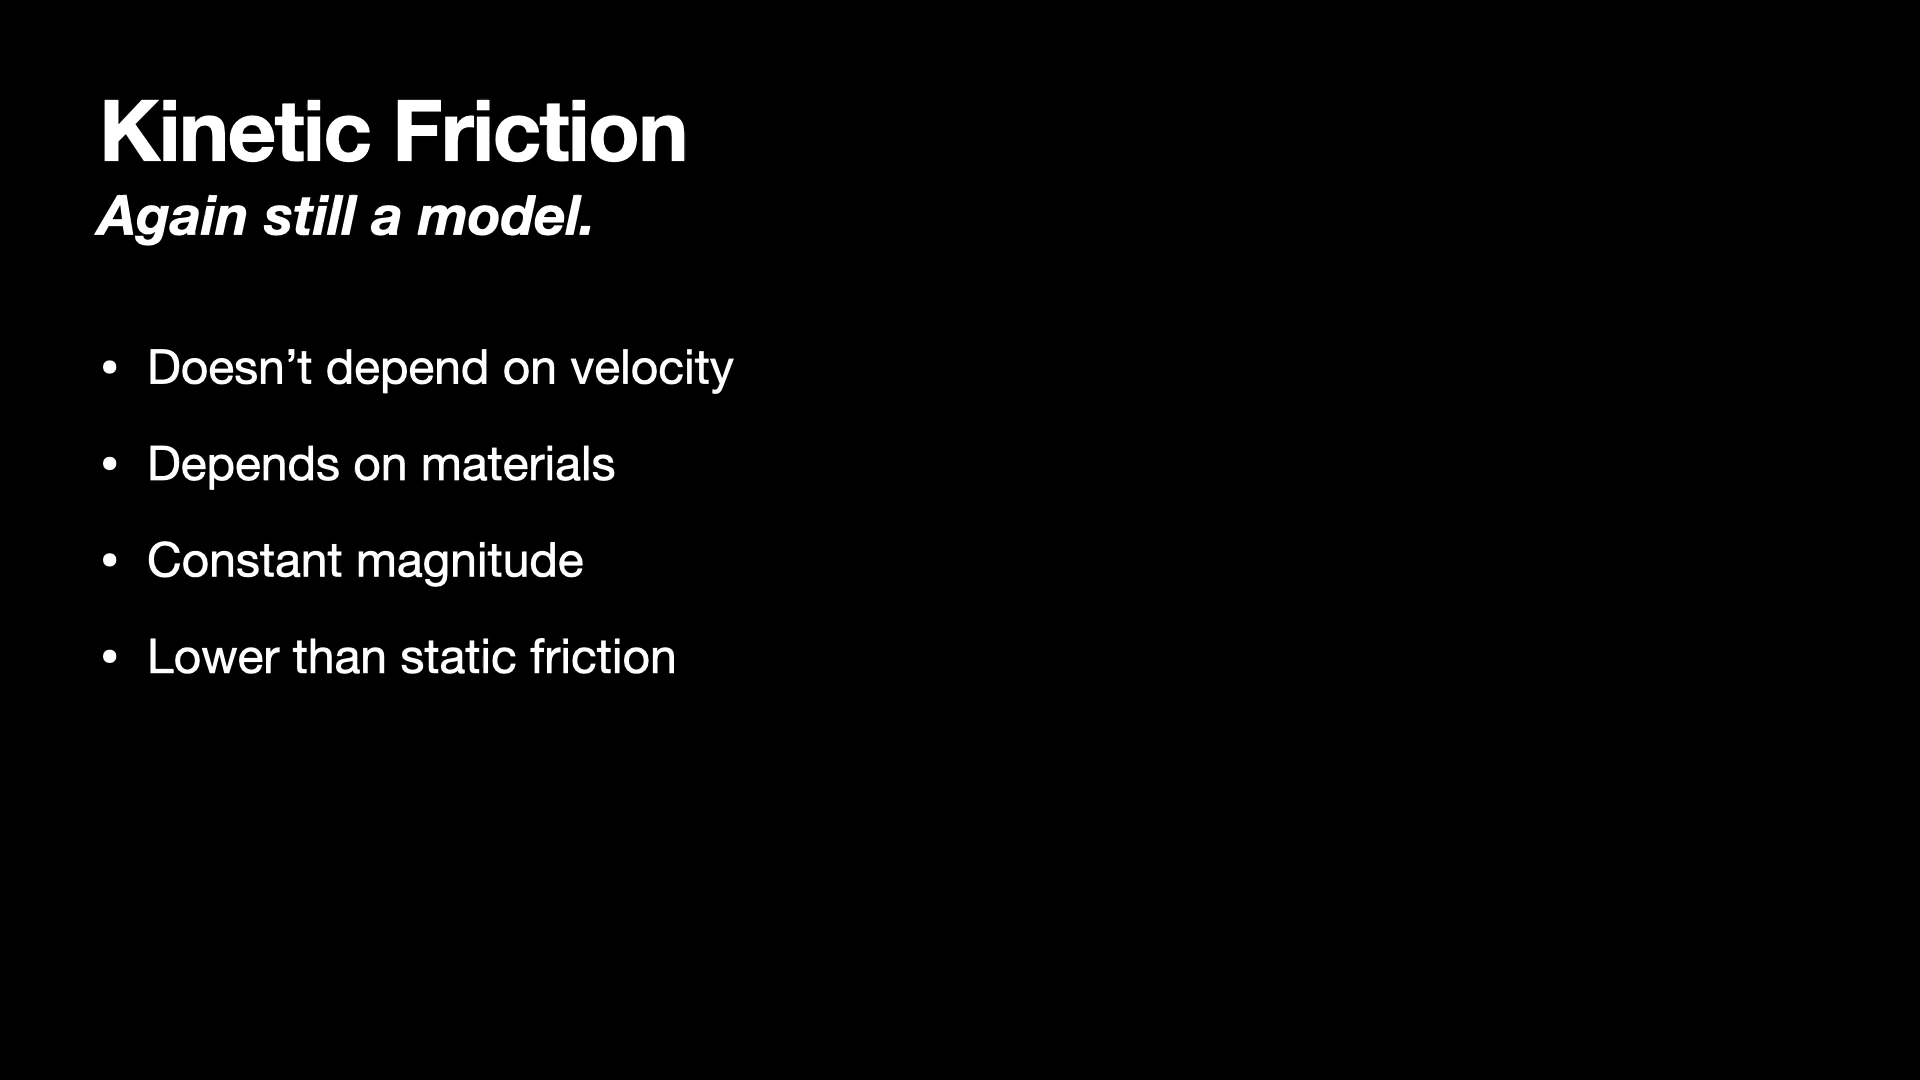 Kinetic Friction
Again still a model.
• Doesn’t depend on velocity
• Depends on materials
• Constant magnitude
• Lower than static friction